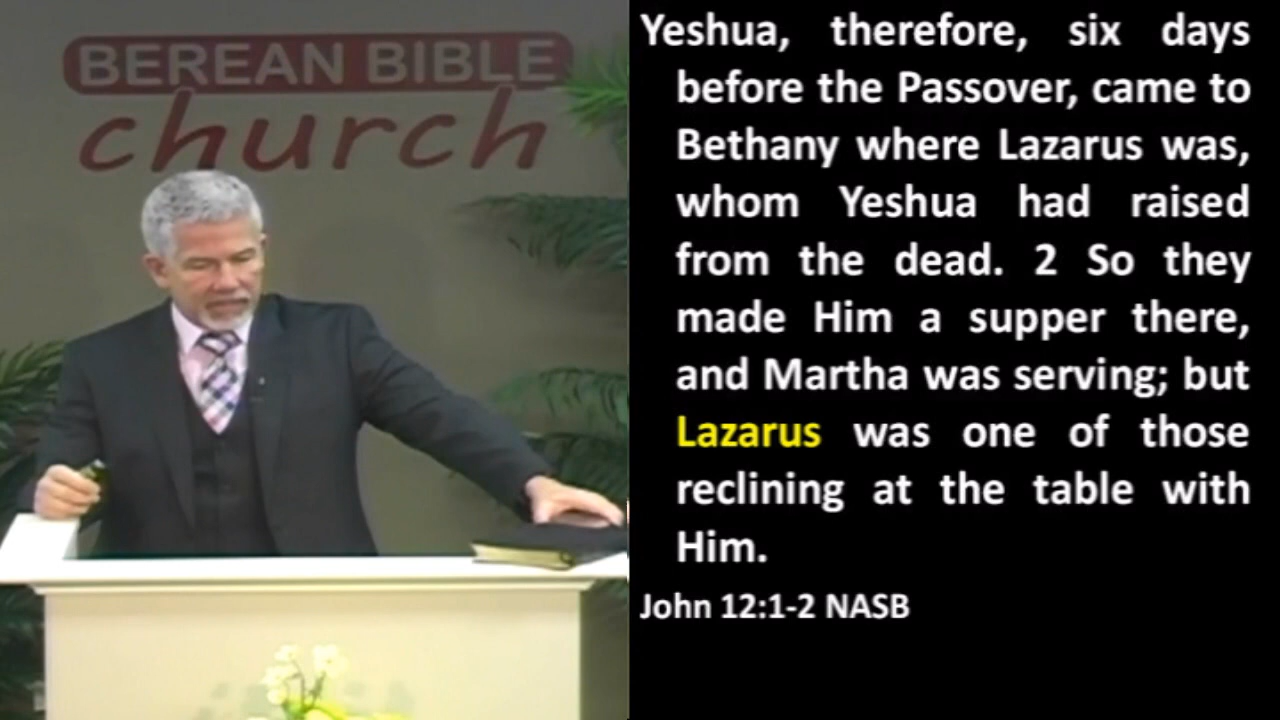 BEREAN BIBLE
church
Yeshua, therefore, six days
before the Passover, came to
Bethany where Lazarus was,
whom Yeshua had raised
from the dead. 2 So they
made Him a supper there,
and Martha was serving; but
Lazarus was one of those
reclining at the table with
Him.
John 12:1-2 NASB